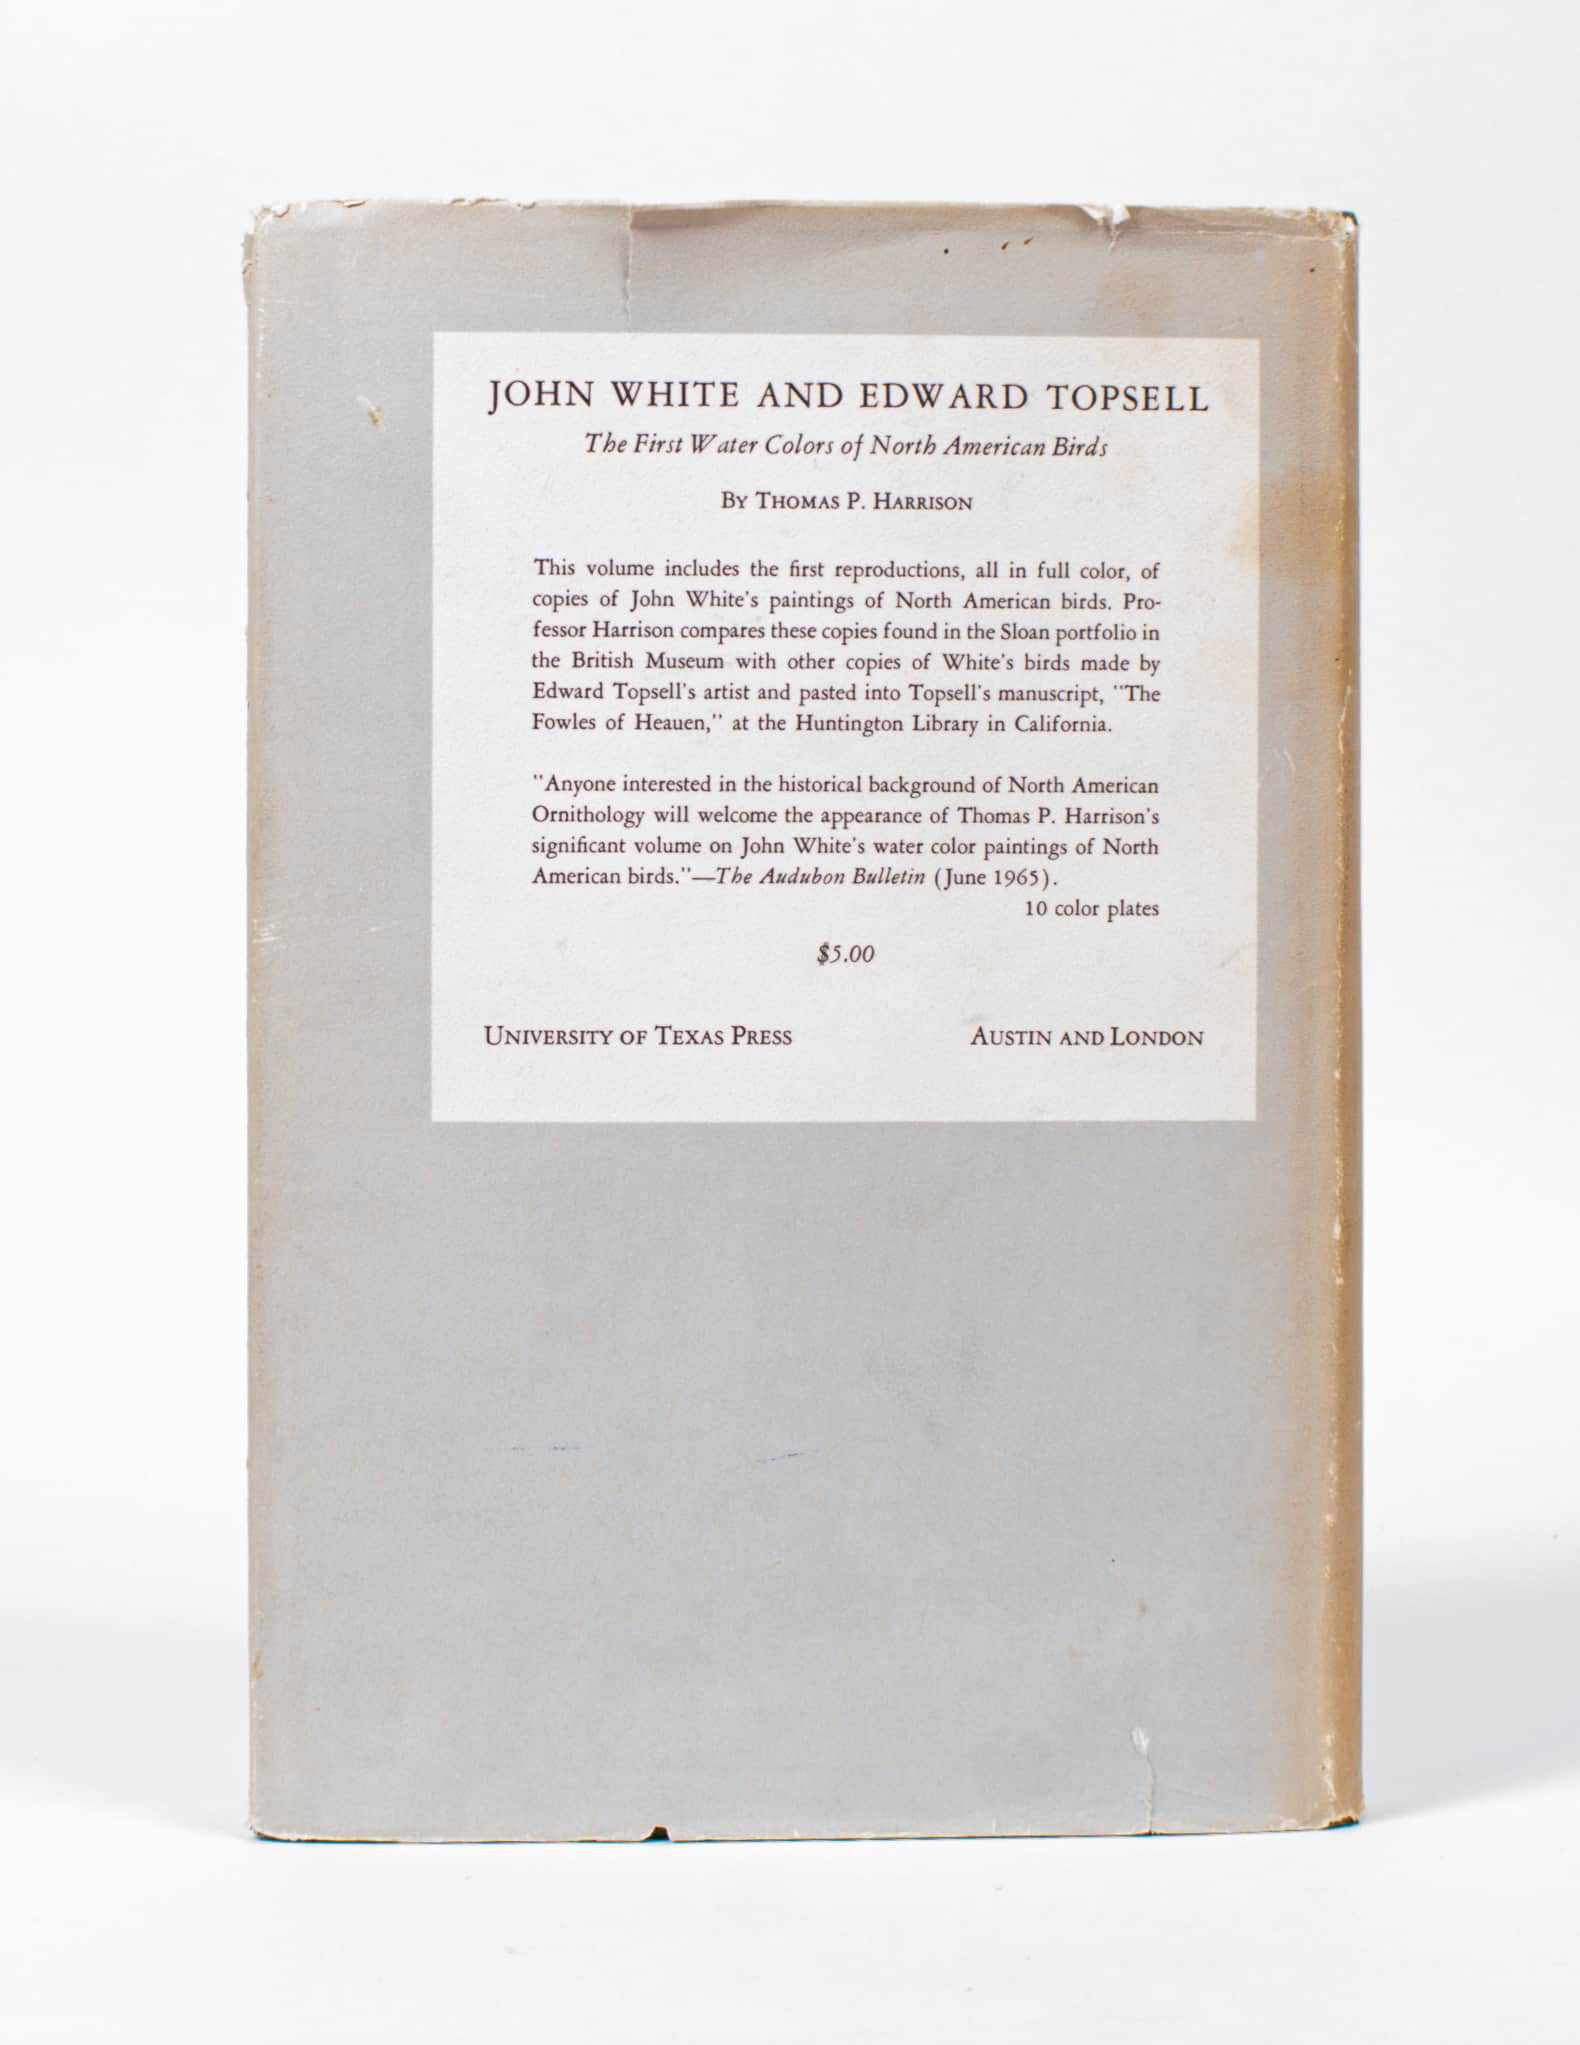 JOHN WHITE AND EDWARD TOPSELL
The First Water Colors of North American Birds
By Thomas P. Harrison
This volume includes the first reproductions, all in full color, of
copies of John White's paintings of North American birds. Pro-
fessor Harrison compares these copies found in the Sloan portfolio in
the British Museum with other copies of White's birds made by
Edward Topsell's artist and pasted into Topsell's manuscript, "The
Fowles of Heauen," at the Huntington Library in California.
"Anyone interested in the historical background of North American
Ornithology will welcome the appearance of Thomas P. Harrison's
significant volume on John White's water color paintings of North
American birds."—The Audubon Bulletin (June 1965).
10 color plates
$5.00
University of Texas Press Austin and London